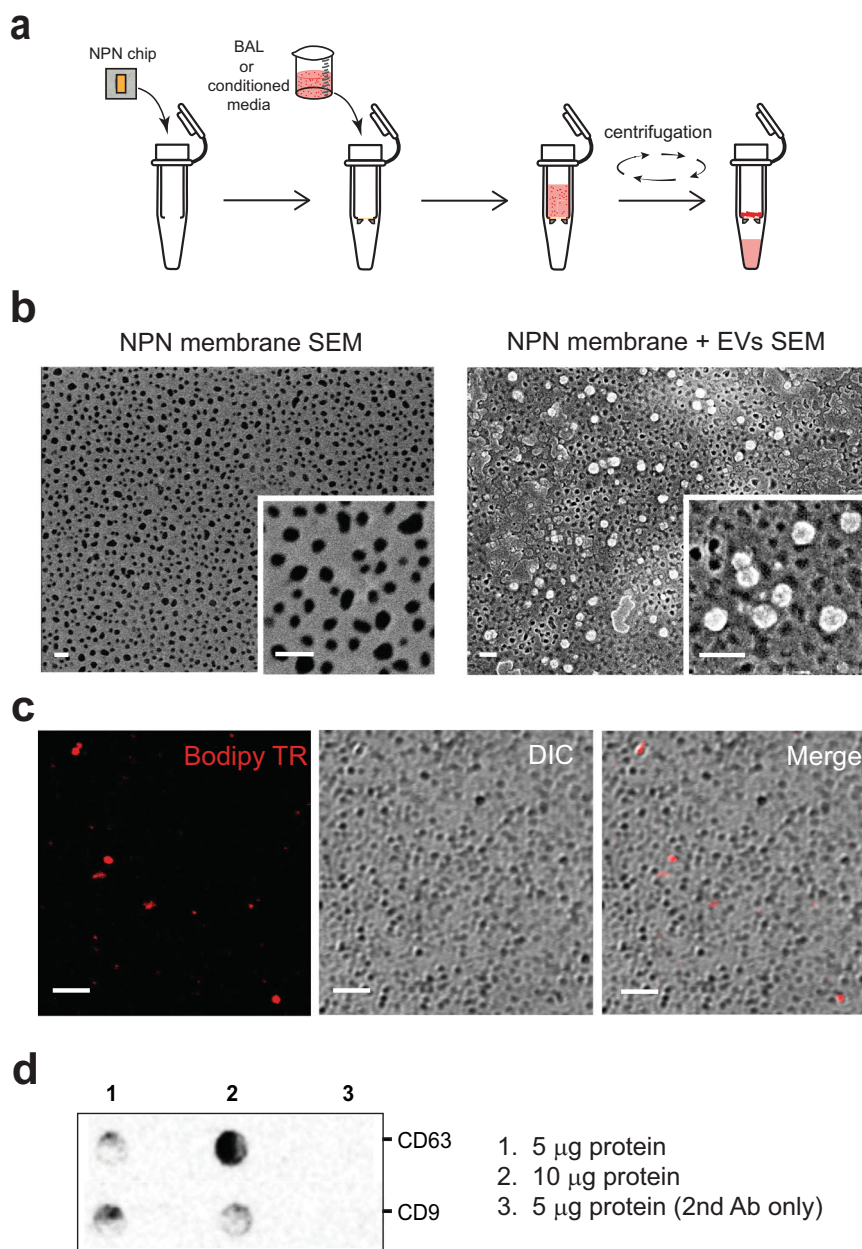 a
NPN chip
BAL
or
conditioned
media
centrifugation
b
NPN membrane SEM
NPN membrane + EVs SEM
c
Bodipy TR
DIC
Merge
d
1 2 3
CD63
CD9
1. 5 μg protein
2. 10 μg protein
3. 5 μg protein (2nd Ab only)